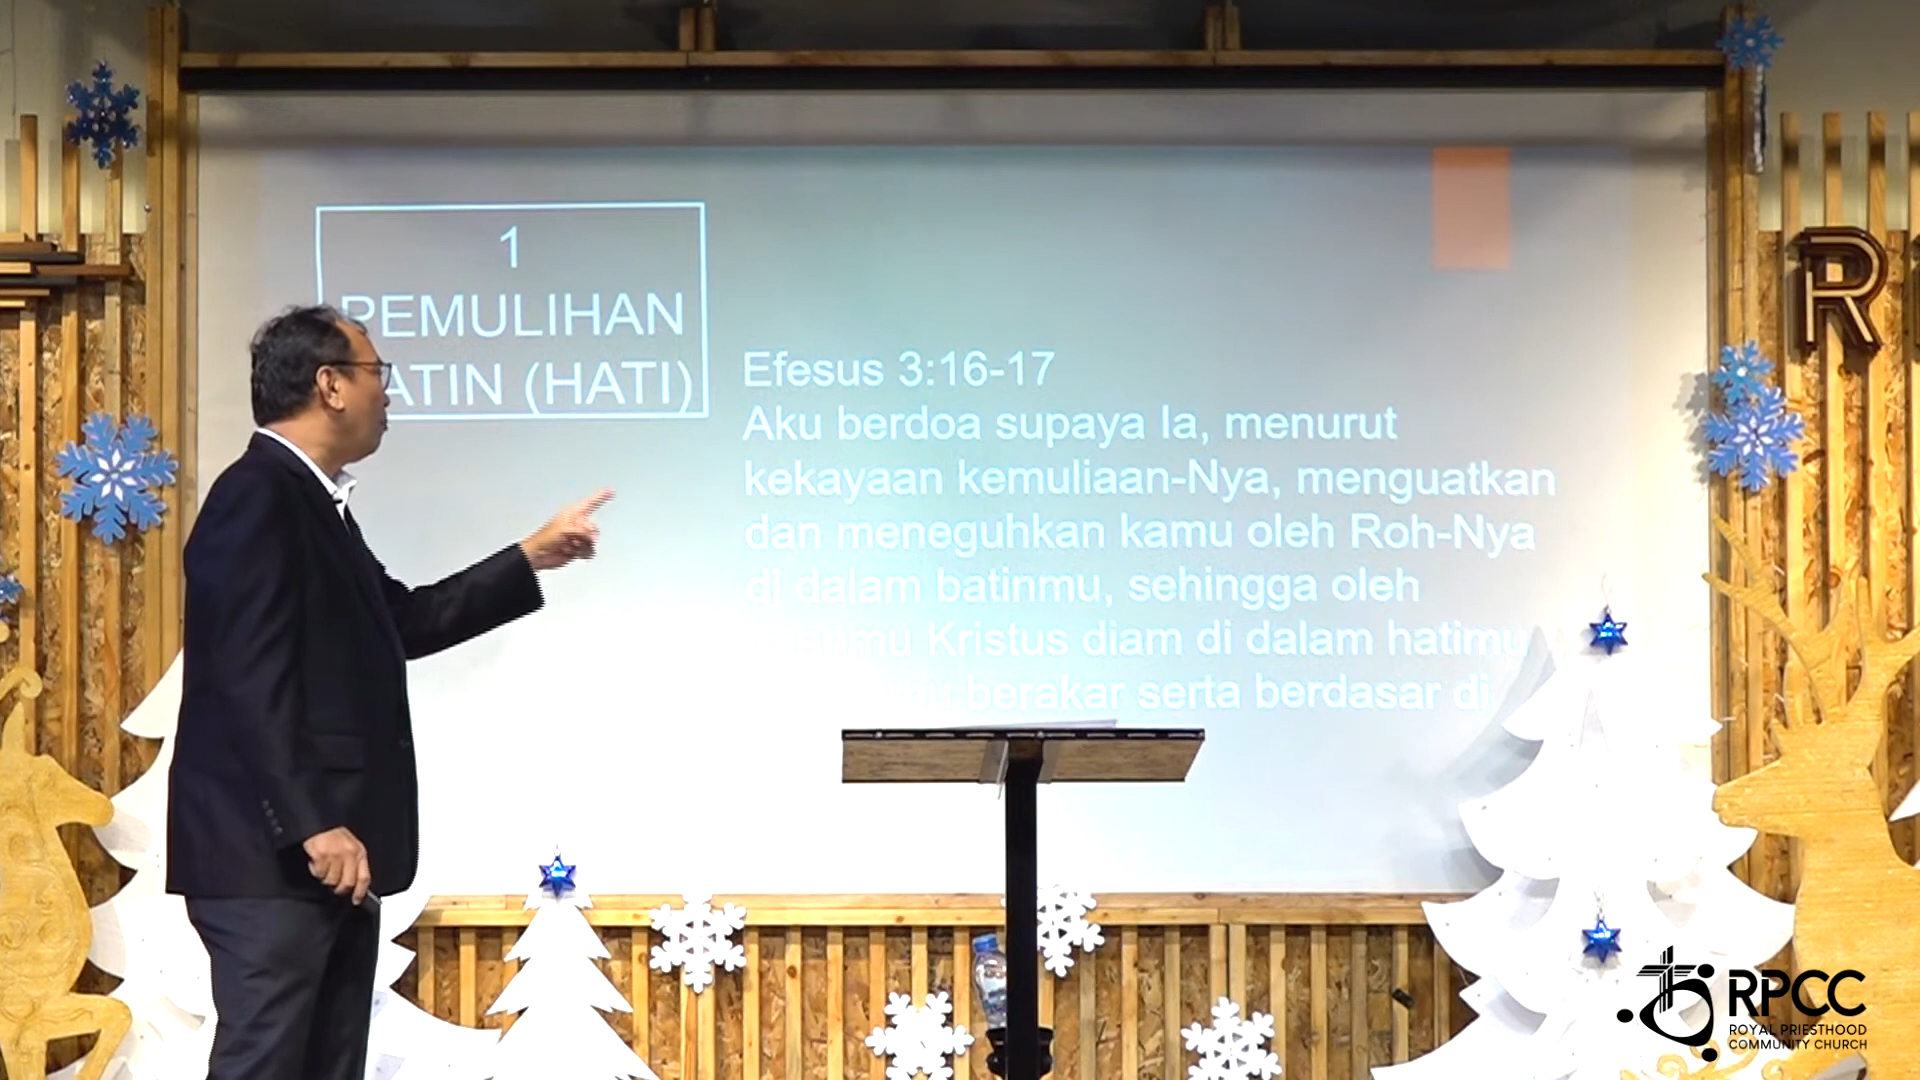 1
PEMULIHAN
ATIN (HATI)
Efesus 3:16-17
Aku berdoa supaya Ia, menurut
kekayaan kemuliaan-Nya, menguatkan
dan meneguhkan kamu oleh Roh-Nya
di dalam batinmu, sehingga oleh
Kristus diam di dalam hatimu
berakar serta berdasar di
R
RPCC
ROYAL PRIESTHOOD
COMMUNITY CHURCH